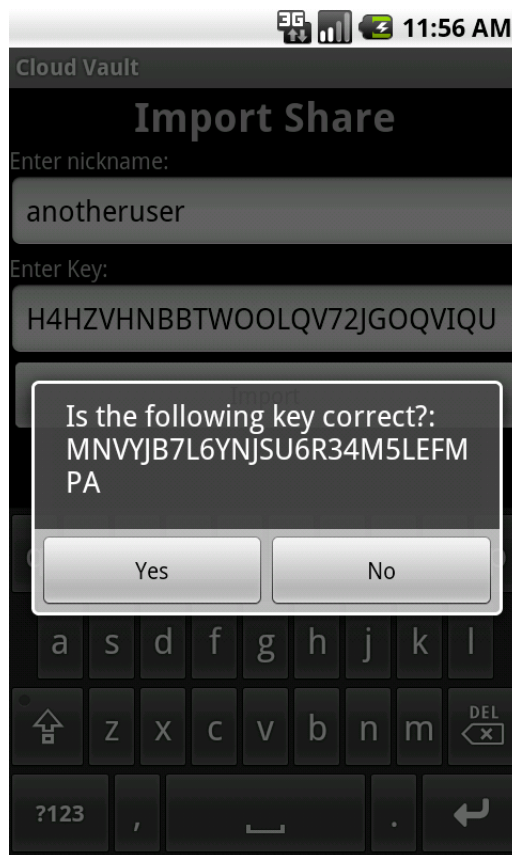 3G 11:56 AM
Cloud Vault
Import Share
Enter nickname:
anotheruser
Enter Key:
H4HZVHNBBTWOOLQV72JGOQVIQU
Import
Is the following key correct?:
MNVYJB7L6YNJSU6R34M5LEFM
PA
Yes No
a s d f g h j k l
z x c v b n m DEL
?123 , .